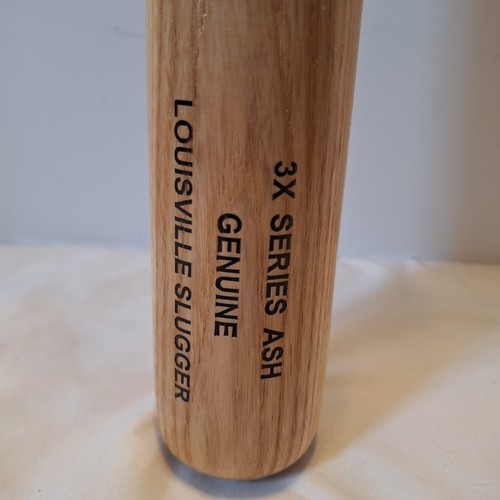 3X SERIES ASH
GENUINE
LOUISVILLE SLUGGER